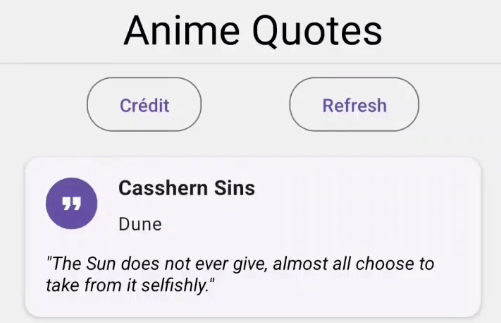 Anime Quotes
Crédit
Refresh
Casshern Sins
Dune
"The Sun does not ever give, almost all choose to
take from it selfishly."